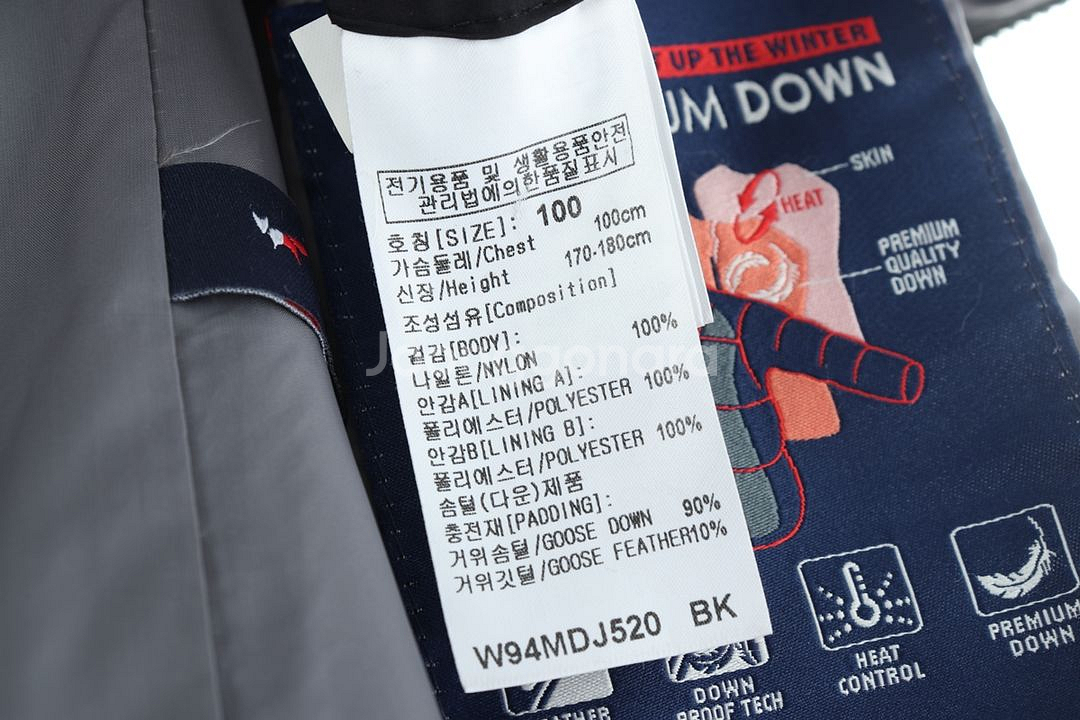 전기용품 및 생활용품안전
관리법에의한품질표시
호칭[SIZE]: 100
가슴둘레/Chest 100cm
신장/Height 170-180cm
조성섬유[Composition]
겉감[BODY]:
나일론/NYLON 100%
안감A[LINING A]:
폴리에스터/POLYESTER 100%
안감B[LINING B]:
폴리에스터/POLYESTER 100%
솜털(다운)제품
충전재[PADDING]:
거위솜털/GOOSE DOWN 90%
거위깃털/GOOSE FEATHER10%
W94MDJ520 BK
UP THE WINTER
DOWN
SKIN
HEAT
PREMIUM
QUALITY
DOWN
DOWN
PROOF TECH
HEAT
CONTROL
PREMIUM
DOWN